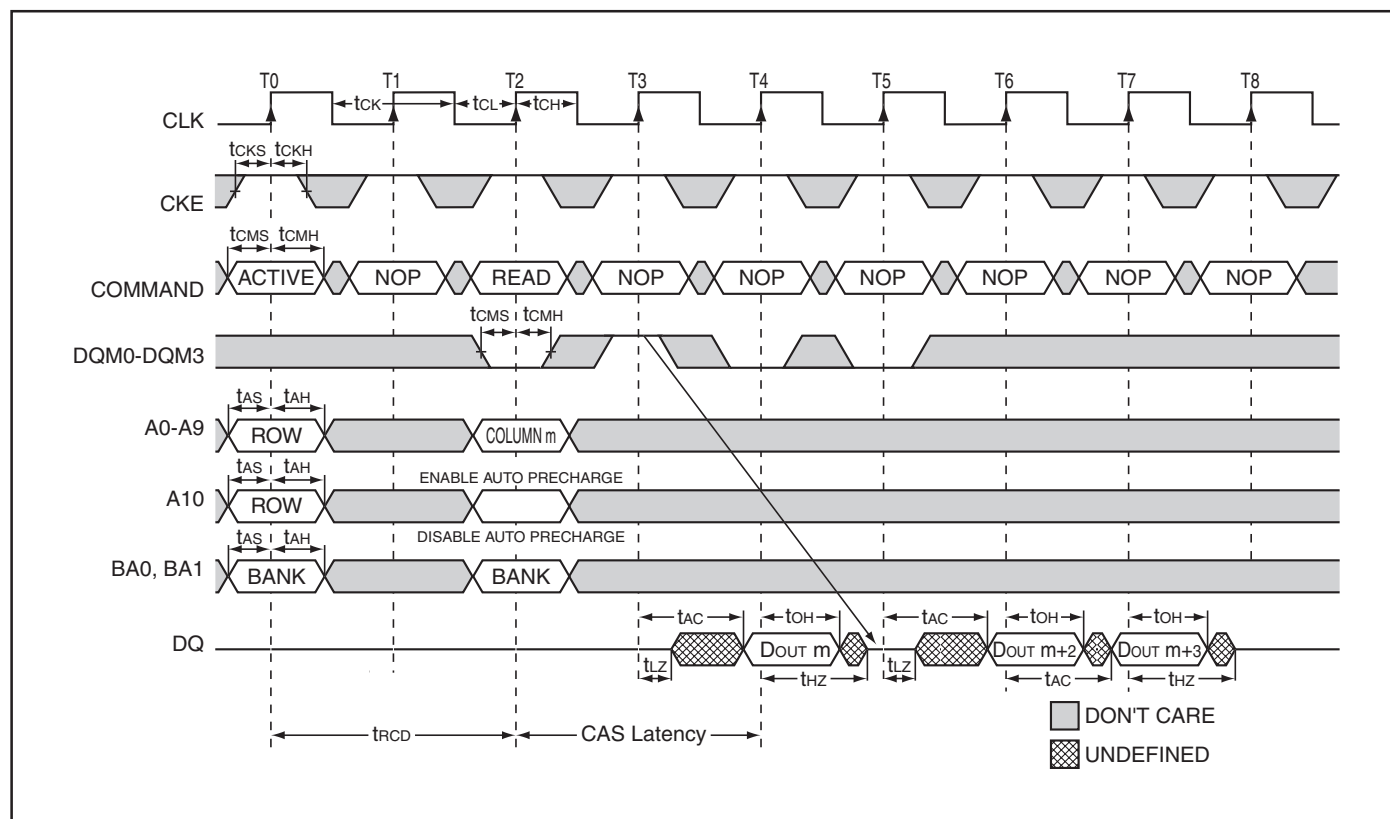 T0 T1 T2 T3 T4 T5 T6 T7 T8
tCK tCL tCH
CLK
tCKS tCKH
CKE
tCMS tCMH
COMMAND ACTIVE NOP READ NOP NOP NOP NOP NOP NOP
tCMS tCMH
DQM0-DQM3
tAS tAH
A0-A9 ROW COLUMN m
tAS tAH ENABLE AUTO PRECHARGE
A10 ROW
tAS tAH DISABLE AUTO PRECHARGE
BA0, BA1 BANK BANK
tAC tOH tAC tOH tOH
DQ DOUT m DOUT m+2 DOUT m+3
tLZ tHZ tLZ tAC tHZ
DON'T CARE
tRCD CAS Latency
UNDEFINED